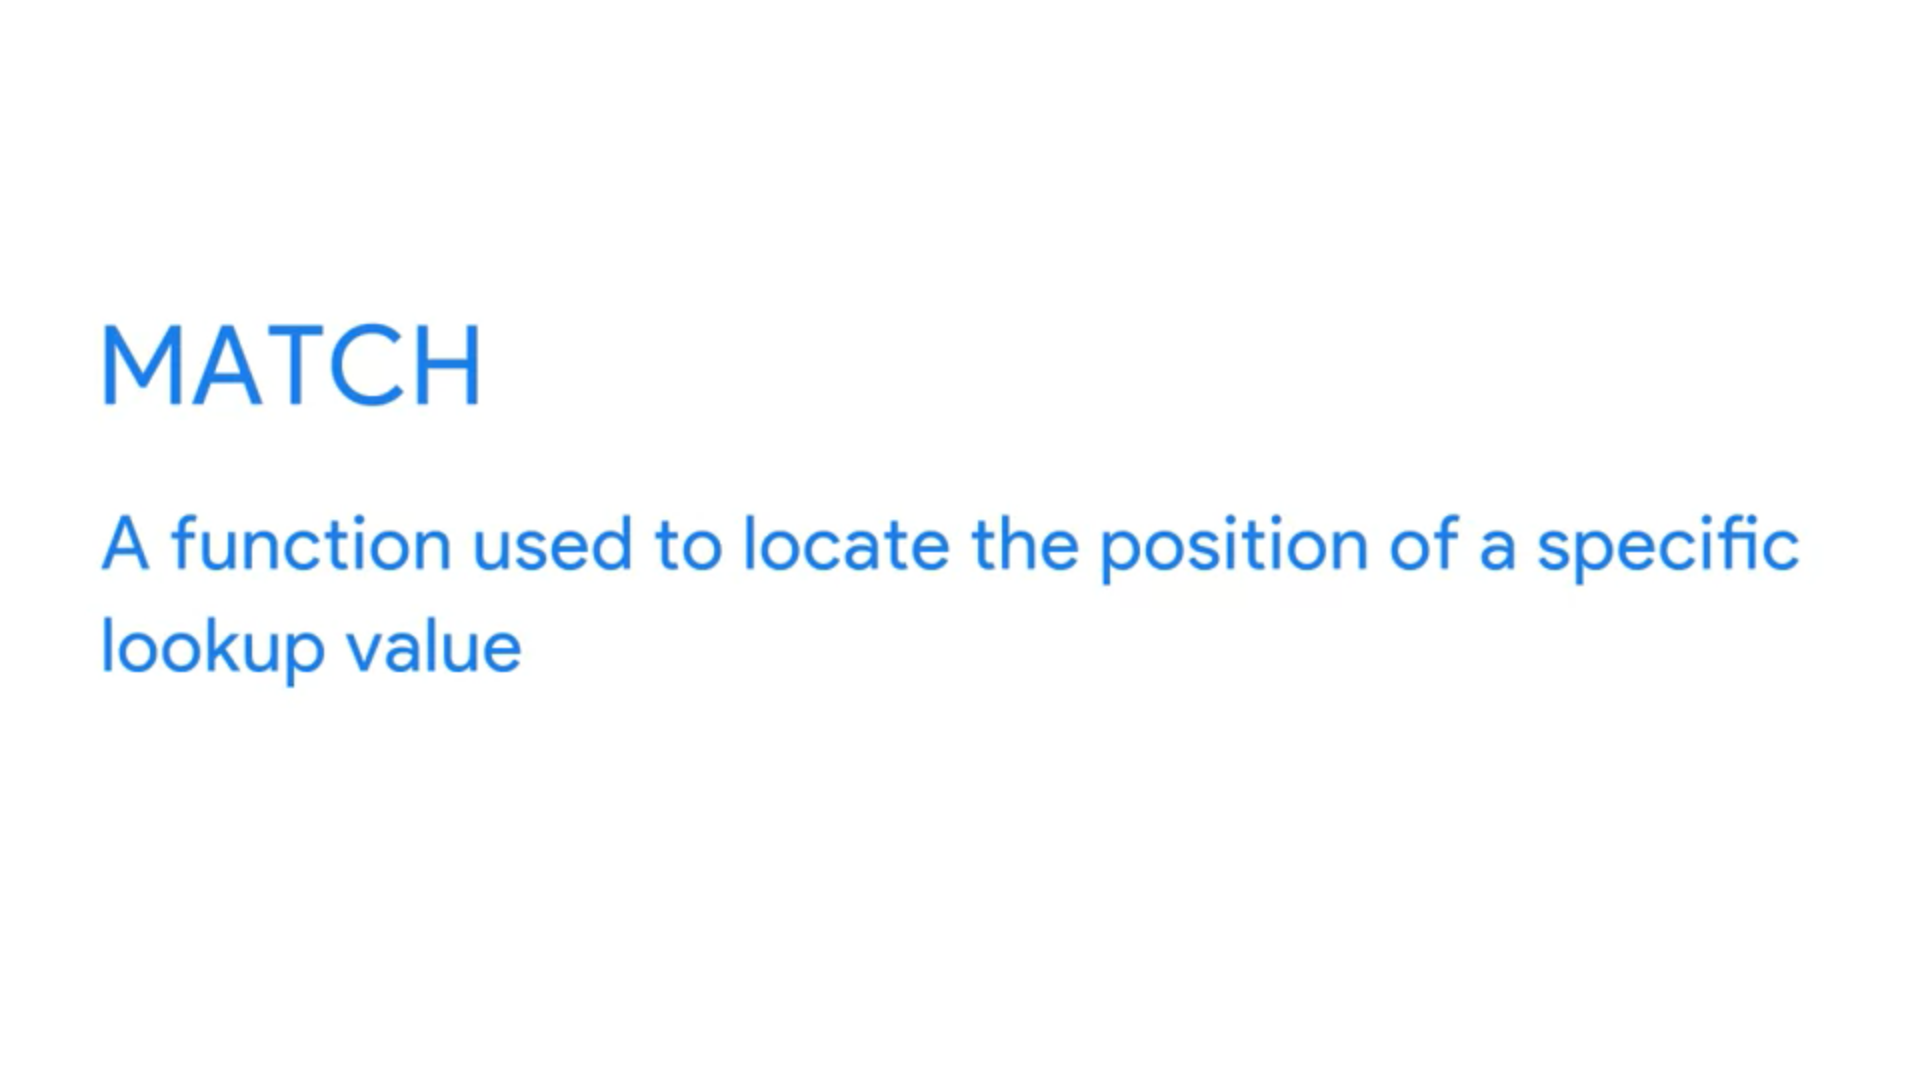 MATCH
A function used to locate the position of a specific
lookup value